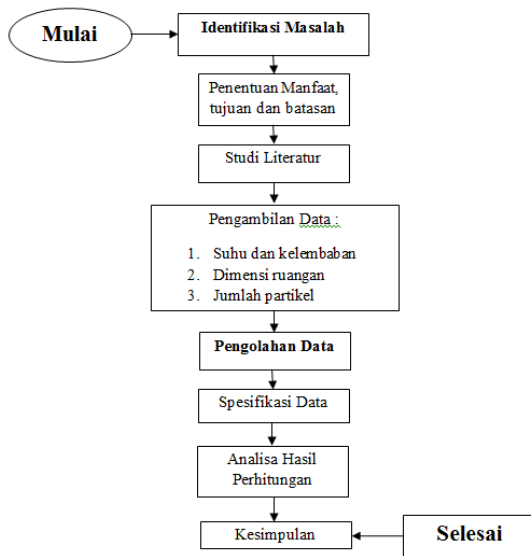 Mulai
Identifikasi Masalah
Penentuan Manfaat,
tujuan dan batasan
Studi Literatur
Pengambilan Data :
1. Suhu dan kelembaban
2. Dimensi ruangan
3. Jumlah partikel
Pengolahan Data
Spesifikasi Data
Analisa Hasil
Perhitungan
Kesimpulan
Selesai